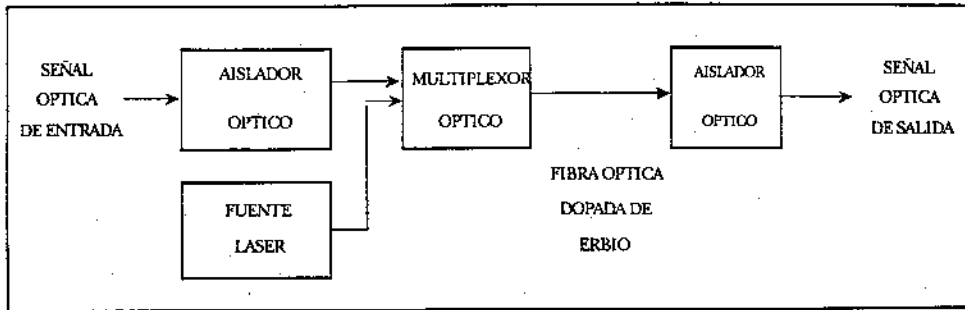 SEÑAL
OPTICA
DE ENTRADA
AISLADOR
OPTICO
MULTIPLEXOR
OPTICO
AISLADOR
OPTICO
SEÑAL
OPTICA
DE SALIDA
FUENTE
LASER
FIBRA OPTICA
DOPADA DE
ERBIO